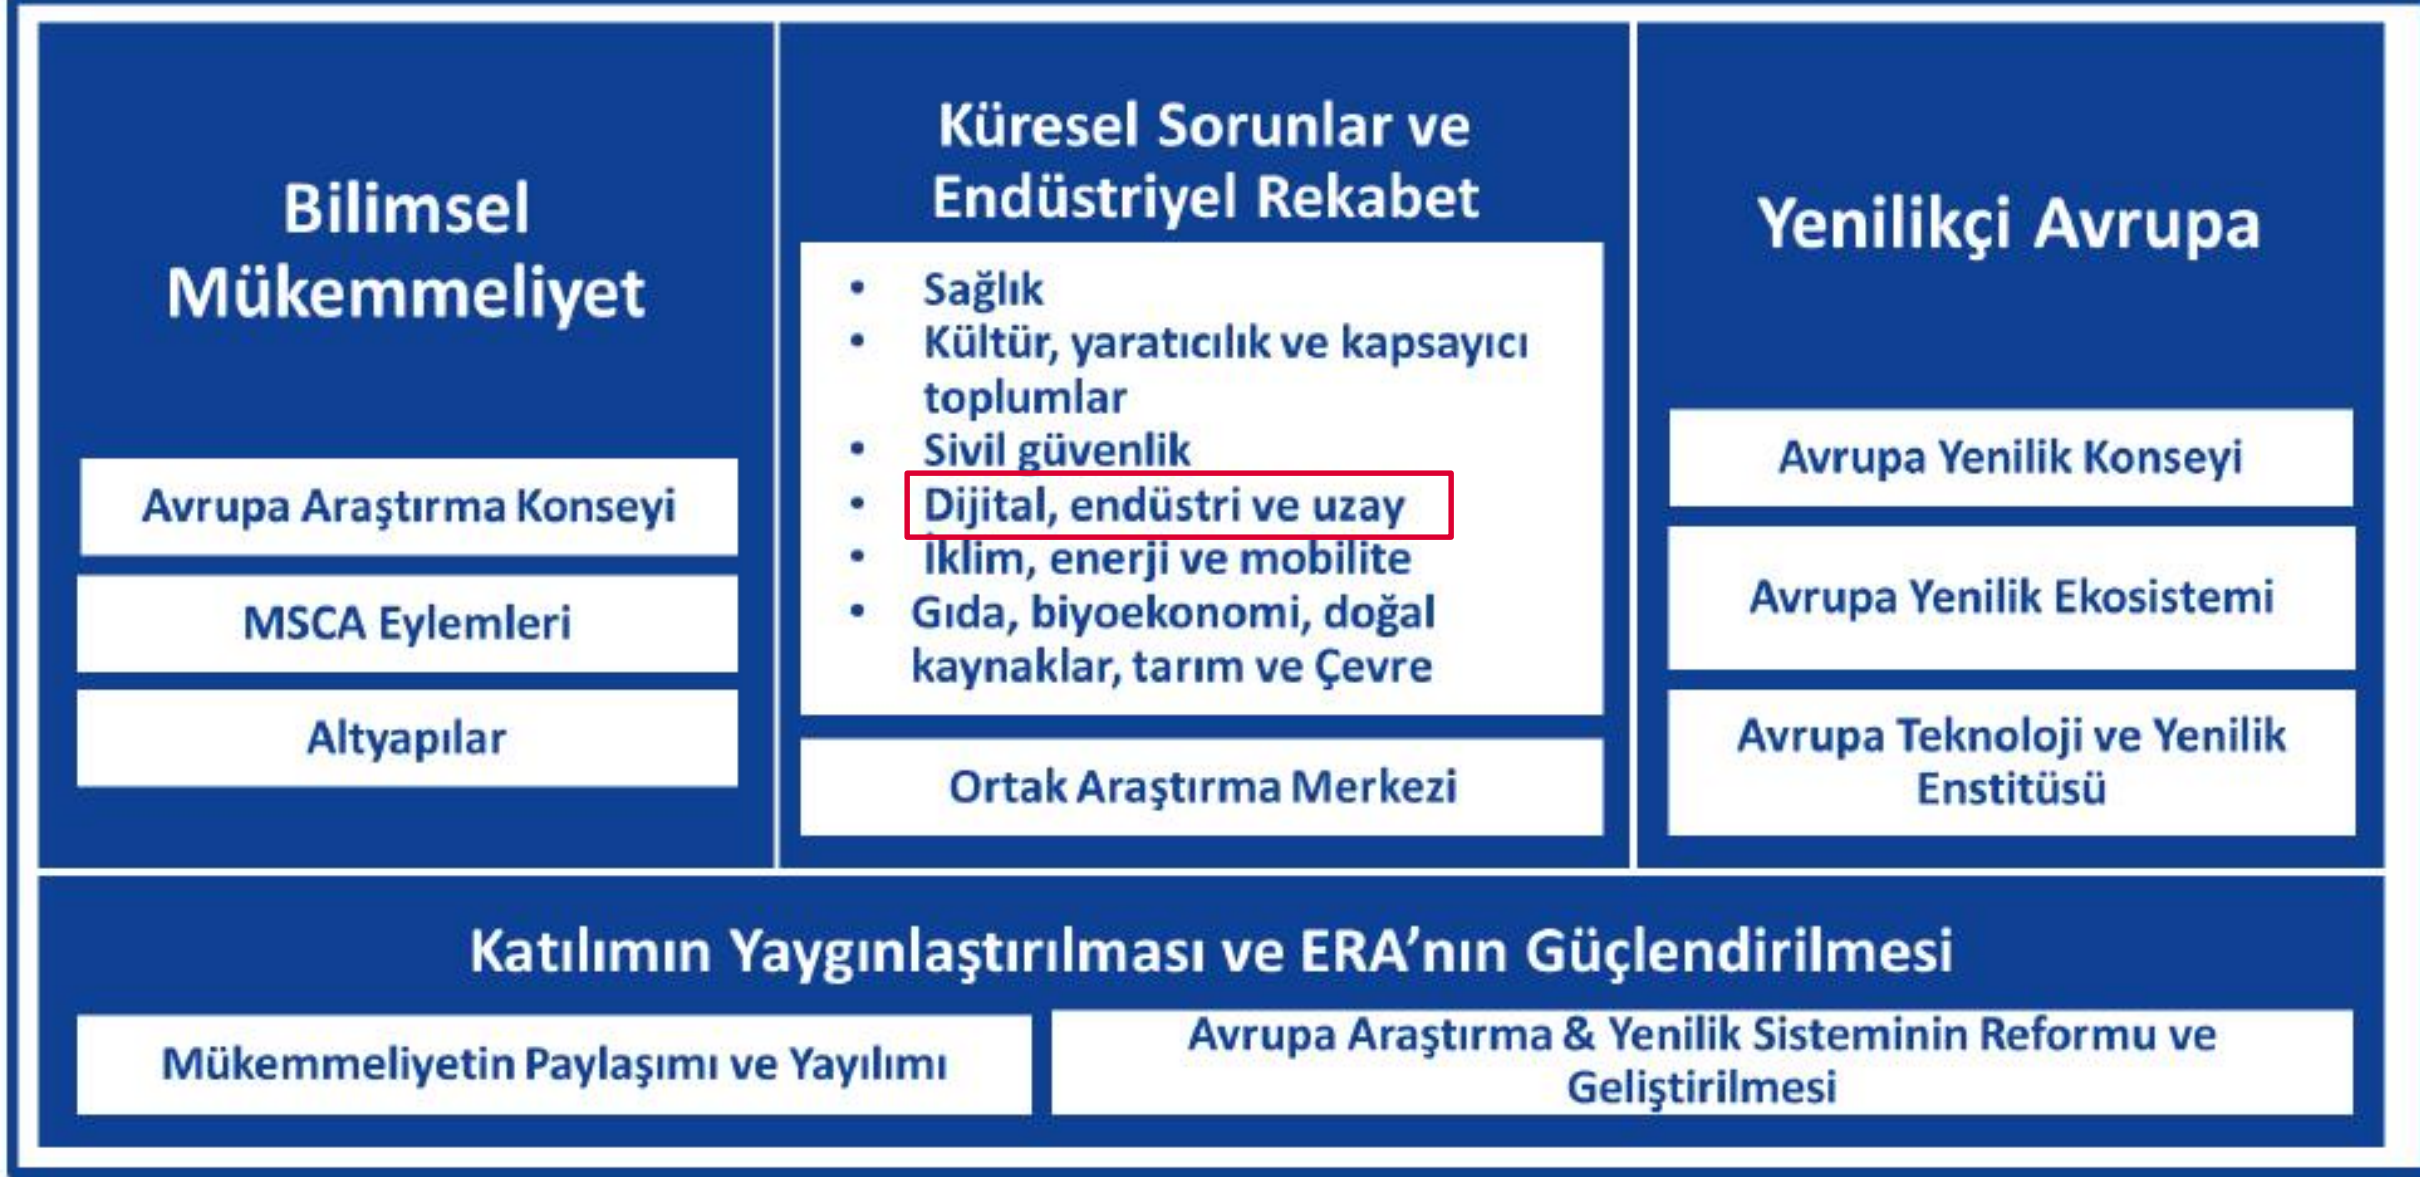 Bilimsel
Mükemmeliyet
Avrupa Araştırma Konseyi
MSCA Eylemleri
Altyapılar
Küresel Sorunlar ve
Endüstriyel Rekabet
• Sağlık
• Kültür, yaratıcılık ve kapsayıcı
toplumlar
• Sivil güvenlik
• Dijital, endüstri ve uzay
• İklim, enerji ve mobilite
• Gıda, biyoekonomi, doğal
kaynaklar, tarım ve Çevre
Ortak Araştırma Merkezi
Yenilikçi Avrupa
Avrupa Yenilik Konseyi
Avrupa Yenilik Ekosistemi
Avrupa Teknoloji ve Yenilik
Enstitüsü
Katılımın Yaygınlaştırılması ve ERA’nın Güçlendirilmesi
Mükemmeliyetin Paylaşımı ve Yayılımı
Avrupa Araştırma & Yenilik Sisteminin Reformu ve
Geliştirilmesi